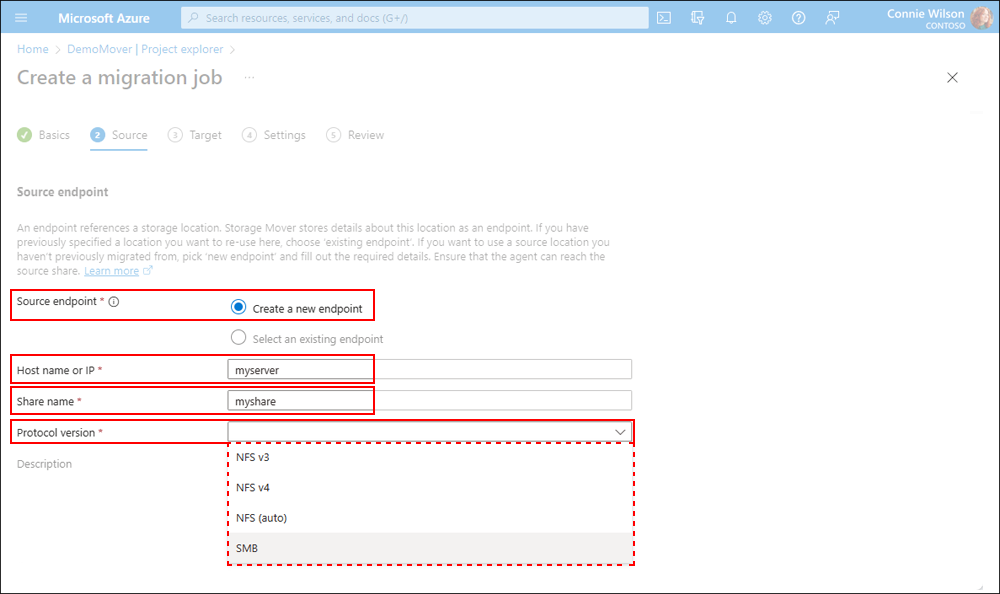 Microsoft Azure
Search resources, services, and docs (G+/)
Connie Wilson
CONTOSO
Home > DemoMover | Project explorer >
Create a migration job ...
Basics 2 Source 3 Target 4 Settings 5 Review
Source endpoint
An endpoint references a storage location. Storage Mover stores details about this location as an endpoint. If you have
previously specified a location you want to re-use here, choose 'existing endpoint'. If you want to use a source location you
haven't previously migrated from, pick 'new endpoint' and fill out the required details. Ensure that the agent can reach the
source share. Learn more
Source endpoint * Create a new endpoint
Select an existing endpoint
Host name or IP * myserver
Share name * myshare
Protocol version *
Description
NFS v3
NFS v4
NFS (auto)
SMB